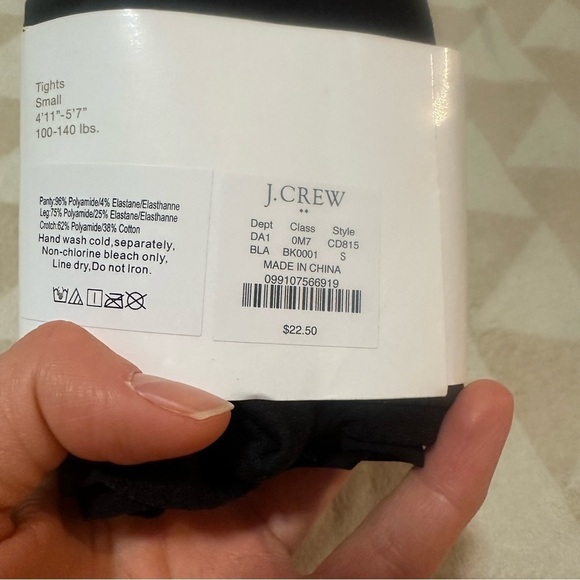 Tights
Small
4'11"-5'7"
100-140 lbs.
Panty:96% Polyamide/4% Elastane/Elasthanne
Leg:75% Polyamide/25% Elastane/Elasthanne
Crotch:62% Polyamide/38% Cotton
Hand wash cold,separately,
Non-chlorine bleach only,
Line dry,Do not Iron.
J.CREW
Dept Class Style
DA1 0M7 CD815
BLA BK0001 S
MADE IN CHINA
099107566919
$22.50